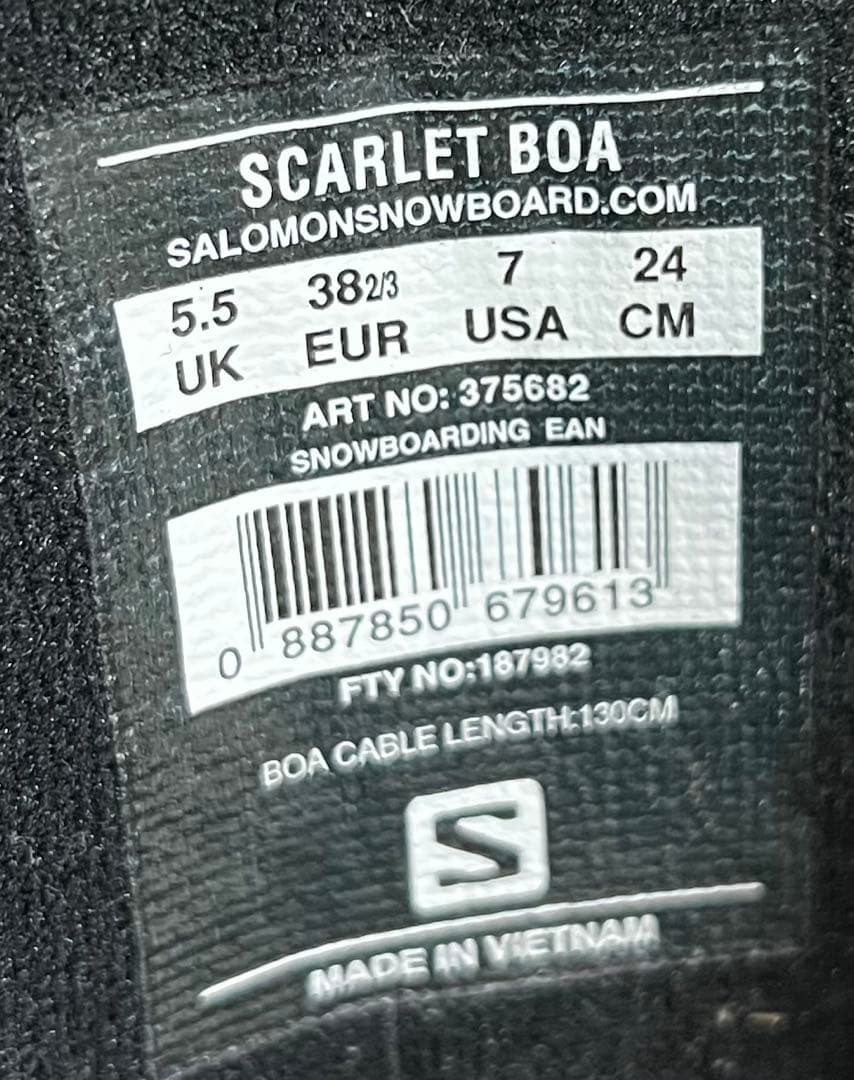 SCARLET BOA
SALOMONSNOWBOARD.COM
5.5 38 2/3 7 24
UK EUR USA CM
ART NO: 375682
SNOWBOARDING EAN
0 887850 679613
FTY NO:187982
BOA CABLE LENGTH:130CM
S
MADE IN VIETNAM